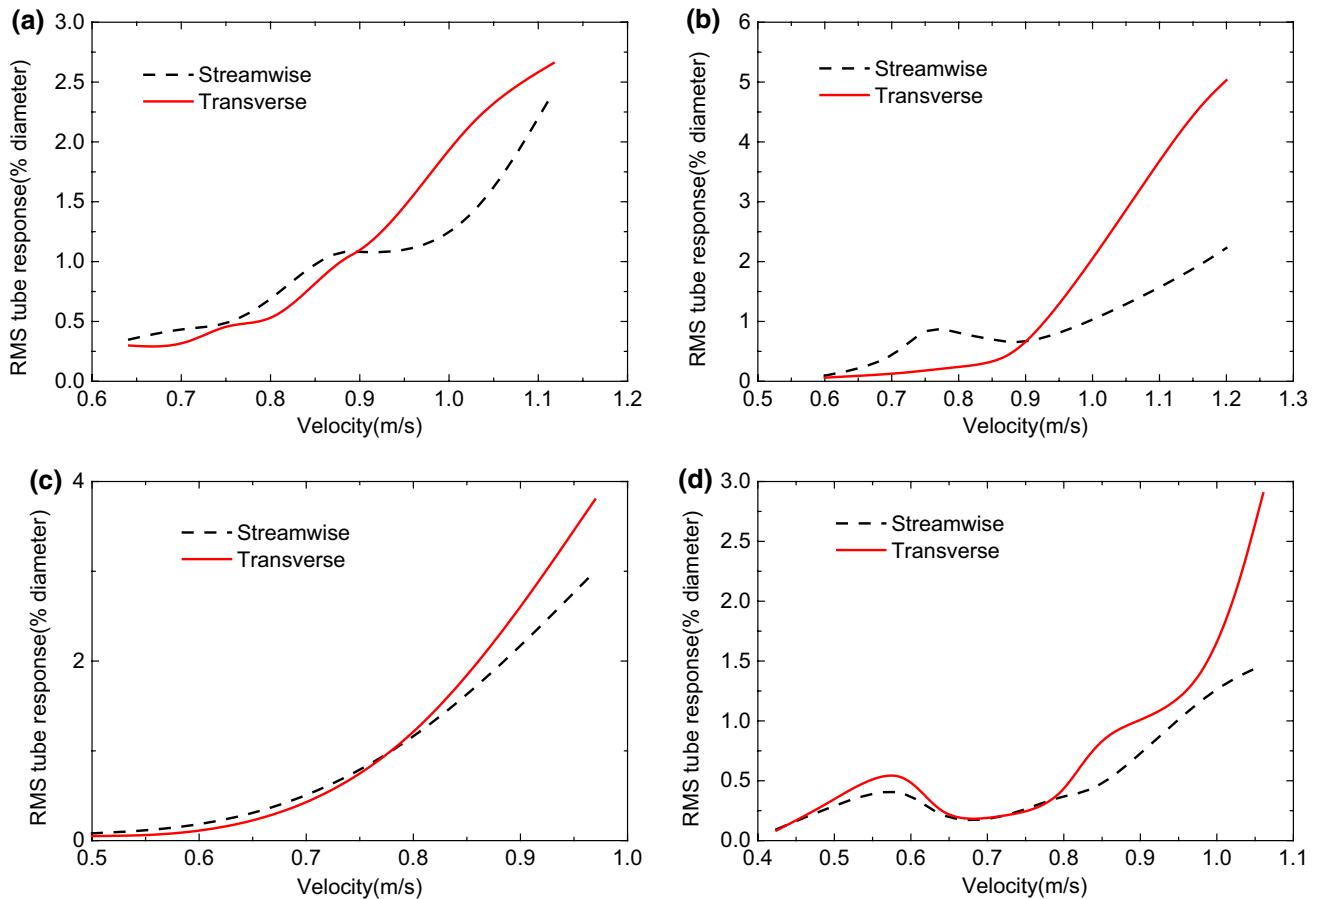 (a)
RMS tube response(% diameter)
3.0
2.5
2.0
1.5
1.0
0.5
0.0
Streamwise
Transverse
0.6 0.7 0.8 0.9 1.0 1.1 1.2
Velocity(m/s)
(b)
RMS tube response(% diameter)
6
5
4
3
2
1
0
Streamwise
Transverse
0.5 0.6 0.7 0.8 0.9 1.0 1.1 1.2 1.3
Velocity(m/s)
(c)
RMS tube response(% diameter)
4
2
0
Streamwise
Transverse
0.5 0.6 0.7 0.8 0.9 1.0
Velocity(m/s)
(d)
RMS tube response(% diameter)
3.0
2.5
2.0
1.5
1.0
0.5
0.0
Streamwise
Transverse
0.4 0.5 0.6 0.7 0.8 0.9 1.0 1.1
Velocity(m/s)